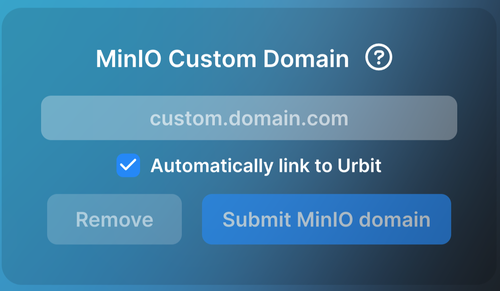 MinIO Custom Domain ?
custom.domain.com
Automatically link to Urbit
Remove Submit MinIO domain